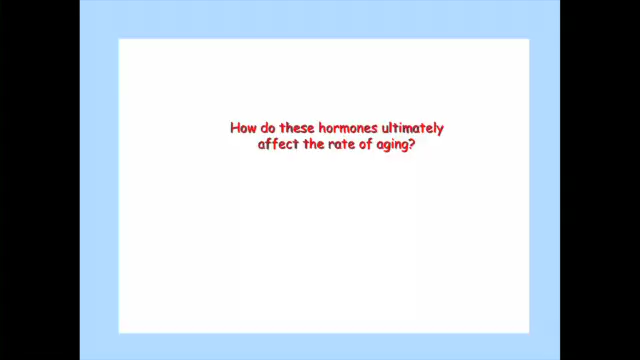 How do these hormones ultimately
affect the rate of aging?